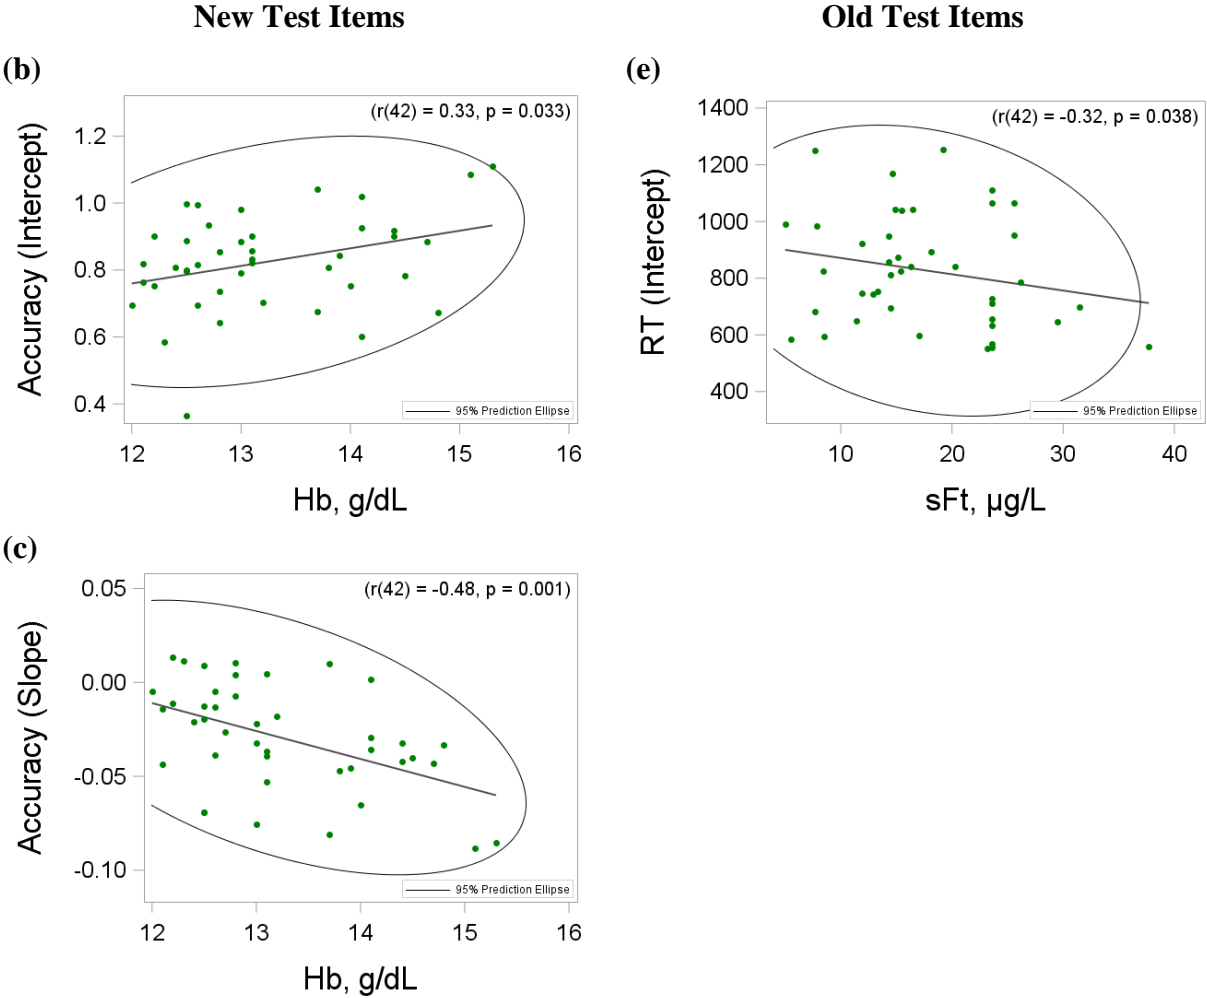 New Test Items
Old Test Items
(b)
(r(42) = 0.33, p = 0.033)
Accuracy (Intercept)
1.2
1.0
0.8
0.6
0.4
95% Prediction Ellipse
12 13 14 15 16
Hb, g/dL
(e)
(r(42) = -0.32, p = 0.038)
RT (Intercept)
1400
1200
1000
800
600
400
95% Prediction Ellipse
10 20 30 40
sFt, µg/L
(c)
(r(42) = -0.48, p = 0.001)
Accuracy (Slope)
0.05
0.00
-0.05
-0.10
95% Prediction Ellipse
12 13 14 15 16
Hb, g/dL